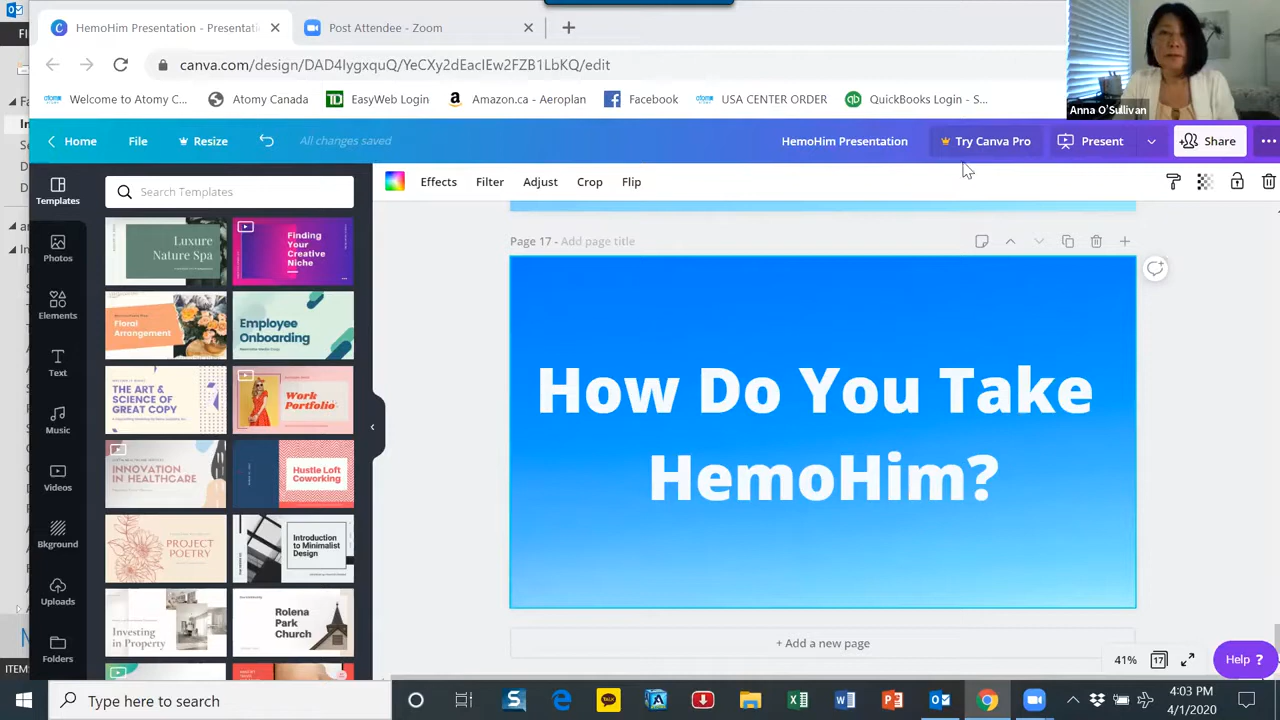 HemoHim Presentation - Presentati
Post Attendee - Zoom
canva.com/design/DAD4IygxquQ/YeCXy2dEacIEw2FZB1LbKQ/edit
Welcome to Atomy C...
Atomy Canada
EasyWeb Login
Amazon.ca - Aeroplan
Facebook
USA CENTER ORDER
QuickBooks Login - S...
Anna O'Sullivan
Home
File
Resize
All changes saved
HemoHim Presentation
Try Canva Pro
Present
Share
Templates
Search Templates
Effects
Filter
Adjust
Crop
Flip
Page 17 - Add page title
Photos
Elements
Text
Music
Videos
Bkground
Uploads
Folders
Luxure
Nature Spa
Finding
Your
Creative
Niche
Floral
Arrangement
Employee
Onboarding
THE ART &
SCIENCE OF
GREAT COPY
Work
Portfolio
INNOVATION
IN HEALTHCARE
Hustle Loft
Coworking
PROJECT
POETRY
Introduction
to Minimalist
Design
Investing
in Property
Rolena
Park
Church
How Do You Take
HemoHim?
+ Add a new page
41%
17
Help ?
ITEMS
Type here to search
4:03 PM
4/1/2020